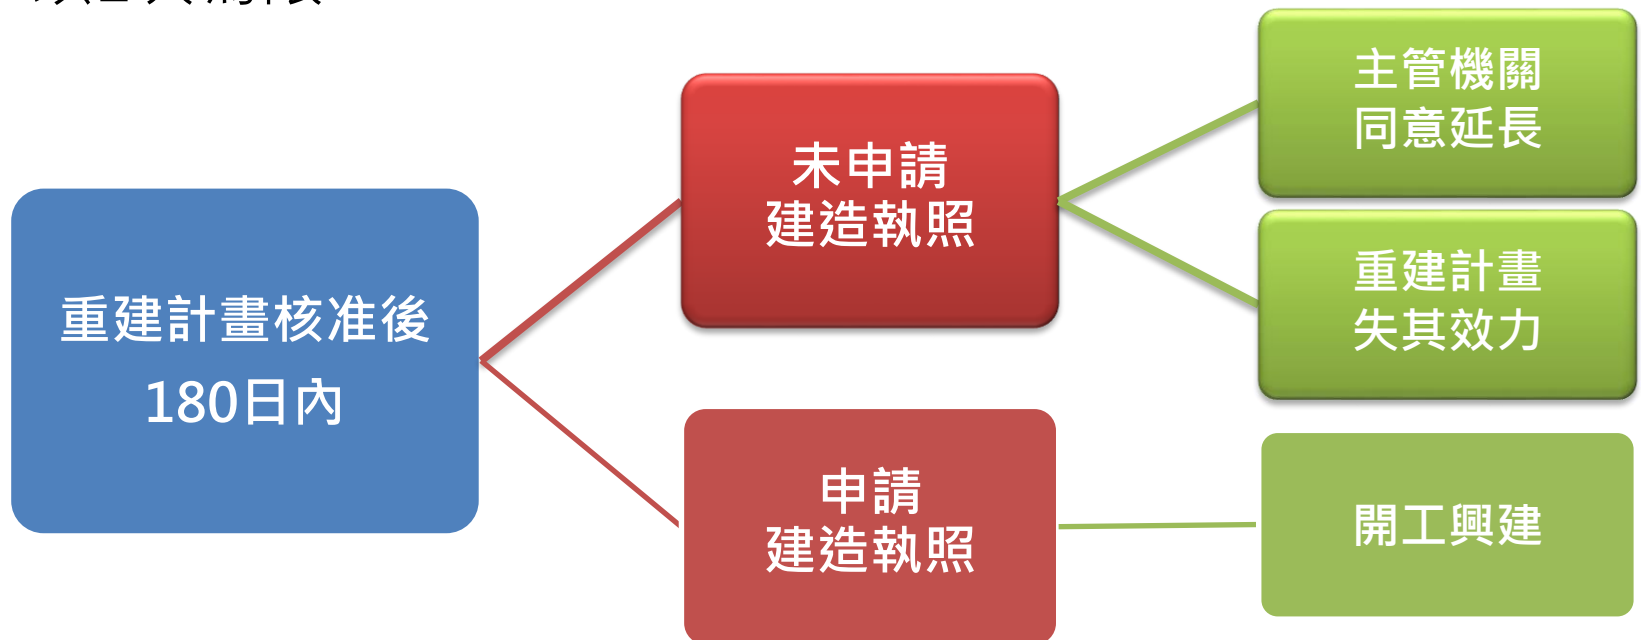 重建計畫核准後
180日內
未申請
建造執照
申請
建造執照
主管機關
同意延長
重建計畫
失其效力
開工興建